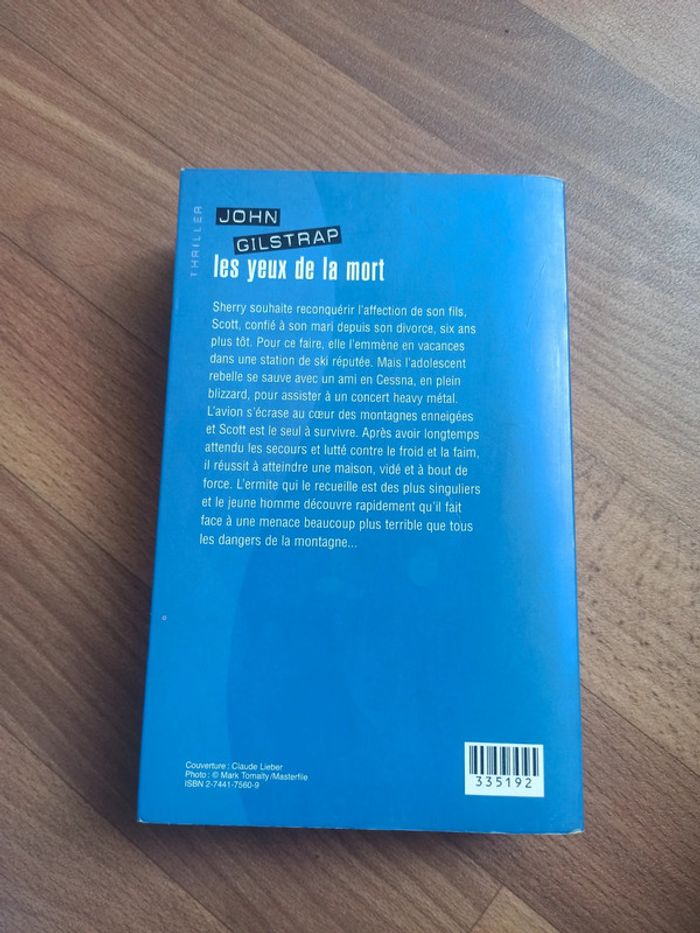 THRILLER
JOHN
GILSTRAP
les yeux de la mort
Sherry souhaite reconquérir l'affection de son fils,
Scott, confié à son mari depuis son divorce, six ans
plus tôt. Pour ce faire, elle l'emmène en vacances
dans une station de ski réputée. Mais l'adolescent
rebelle se sauve avec un ami en Cessna, en plein
blizzard, pour assister à un concert heavy métal.
L'avion s'écrase au cœur des montagnes enneigées
et Scott est le seul à survivre. Après avoir longtemps
attendu les secours et lutté contre le froid et la faim,
il réussit à atteindre une maison, vidé et à bout de
force. L'ermite qui le recueille est des plus singuliers
et le jeune homme découvre rapidement qu'il fait
face à une menace beaucoup plus terrible que tous
les dangers de la montagne...
Couverture : Claude Lieber
Photo : © Mark Tomalty/Masterfile
ISBN 2-7441-7560-9
335192